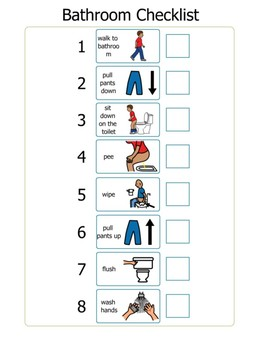 Bathroom Checklist
1
walk to
bathroo
m
2
pull
pants
down
3
sit
down
on the
toilet
4
pee
5
wipe
6
pull
pants up
7
flush
8
wash
hands